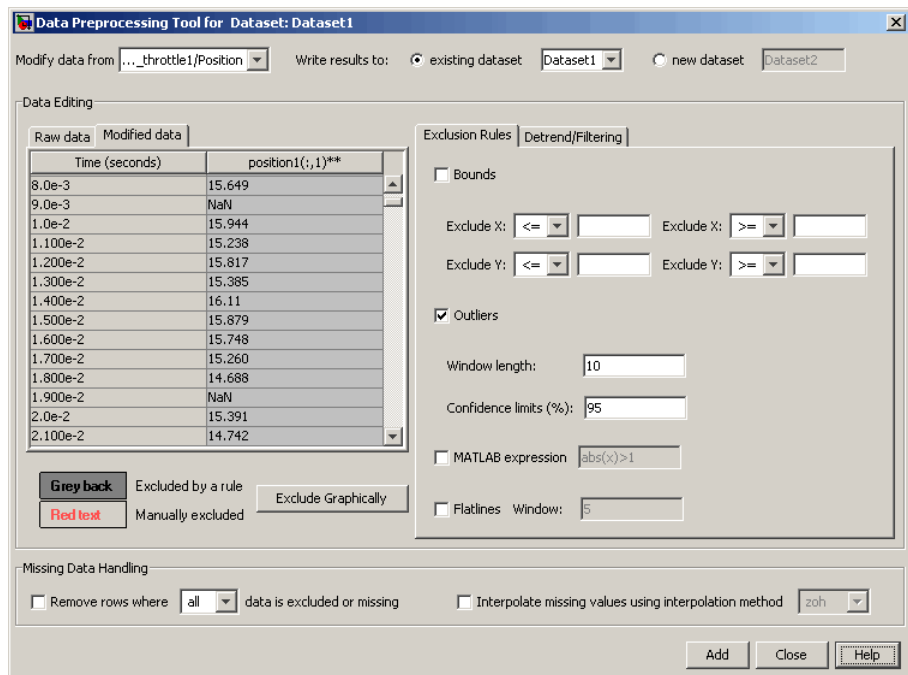 Data Preprocessing Tool for Dataset: Dataset1
Modify data from ..._throttle1/Position Write results to: existing dataset Dataset1 new dataset Dataset2
Data Editing
Raw data Modified data
Time (seconds) position1(:,1)**
8.0e-3 15.649
9.0e-3 NaN
1.0e-2 15.944
1.100e-2 15.238
1.200e-2 15.817
1.300e-2 15.385
1.400e-2 16.11
1.500e-2 15.879
1.600e-2 15.748
1.700e-2 15.260
1.800e-2 14.688
1.900e-2 NaN
2.0e-2 15.391
2.100e-2 14.742
Grey back Excluded by a rule
Red text Manually excluded
Exclude Graphically
Exclusion Rules Detrend/Filtering
Bounds
Exclude X: <= Exclude X: >=
Exclude Y: <= Exclude Y: >=
Outliers
Window length: 10
Confidence limits (%): 95
MATLAB expression abs(x)>1
Flatlines Window: 5
Missing Data Handling
Remove rows where all data is excluded or missing Interpolate missing values using interpolation method zoh
Add Close Help